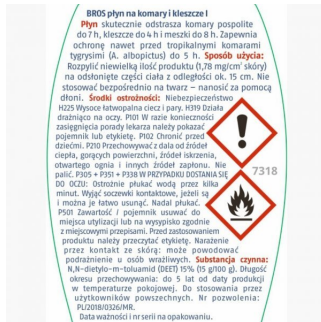 BROS płyn na komary i kleszcze I
Płyn skutecznie odstrasza komary pospolite
do 7 h, kleszcze do 4 h i meszki do 8 h. Zapewnia
ochronę nawet przed tropikalnymi komarami
tygrysimi (A. albopictus) do 5 h. Sposób użycia:
Rozpylić niewielką ilość produktu (1,78 mg/cm² skóry)
na odsłonięte części ciała z odległości ok. 15 cm. Nie
stosować bezpośrednio na twarz – nanosić za pomocą
dłoni. Środki ostrożności: Niebezpieczeństwo
H225 Wysoce łatwopalna ciecz i pary. H319 Działa
drażniąco na oczy. P101 W razie konieczności
zasięgnięcia porady lekarza należy pokazać
pojemnik lub etykietę. P102 Chronić przed
dziećmi. P210 Przechowywać z dala od źródeł
ciepła, gorących powierzchni, źródeł iskrzenia,
otwartego ognia i innych źródeł zapłonu. Nie
palić. P305 + P351 + P338 W PRZYPADKU DOSTANIA SIĘ
DO OCZU: Ostrożnie płukać wodą przez kilka
minut. Wyjąć soczewki kontaktowe, jeżeli są
i można je łatwo usunąć. Nadal płukać.
P501 Zawartość / pojemnik usuwać do
miejsca utylizacji lub na wysypisko zgodnie
z miejscowymi przepisami. Przed zastosowaniem
produktu należy przeczytać etykietę. Narażenie
przez kontakt ze skórą: może powodować
podrażnienie u osób wrażliwych. Substancja czynna:
N,N-dietylo-m-toluamid (DEET) 15% (15 g/100 g). Długość
okresu przechowywania: do 5 lat od daty produkcji
w temperaturze pokojowej. Do stosowania przez
użytkowników powszechnych. Nr pozwolenia:
PL/2018/0326/MR.
Data ważności i nr serii na opakowaniu.
7318